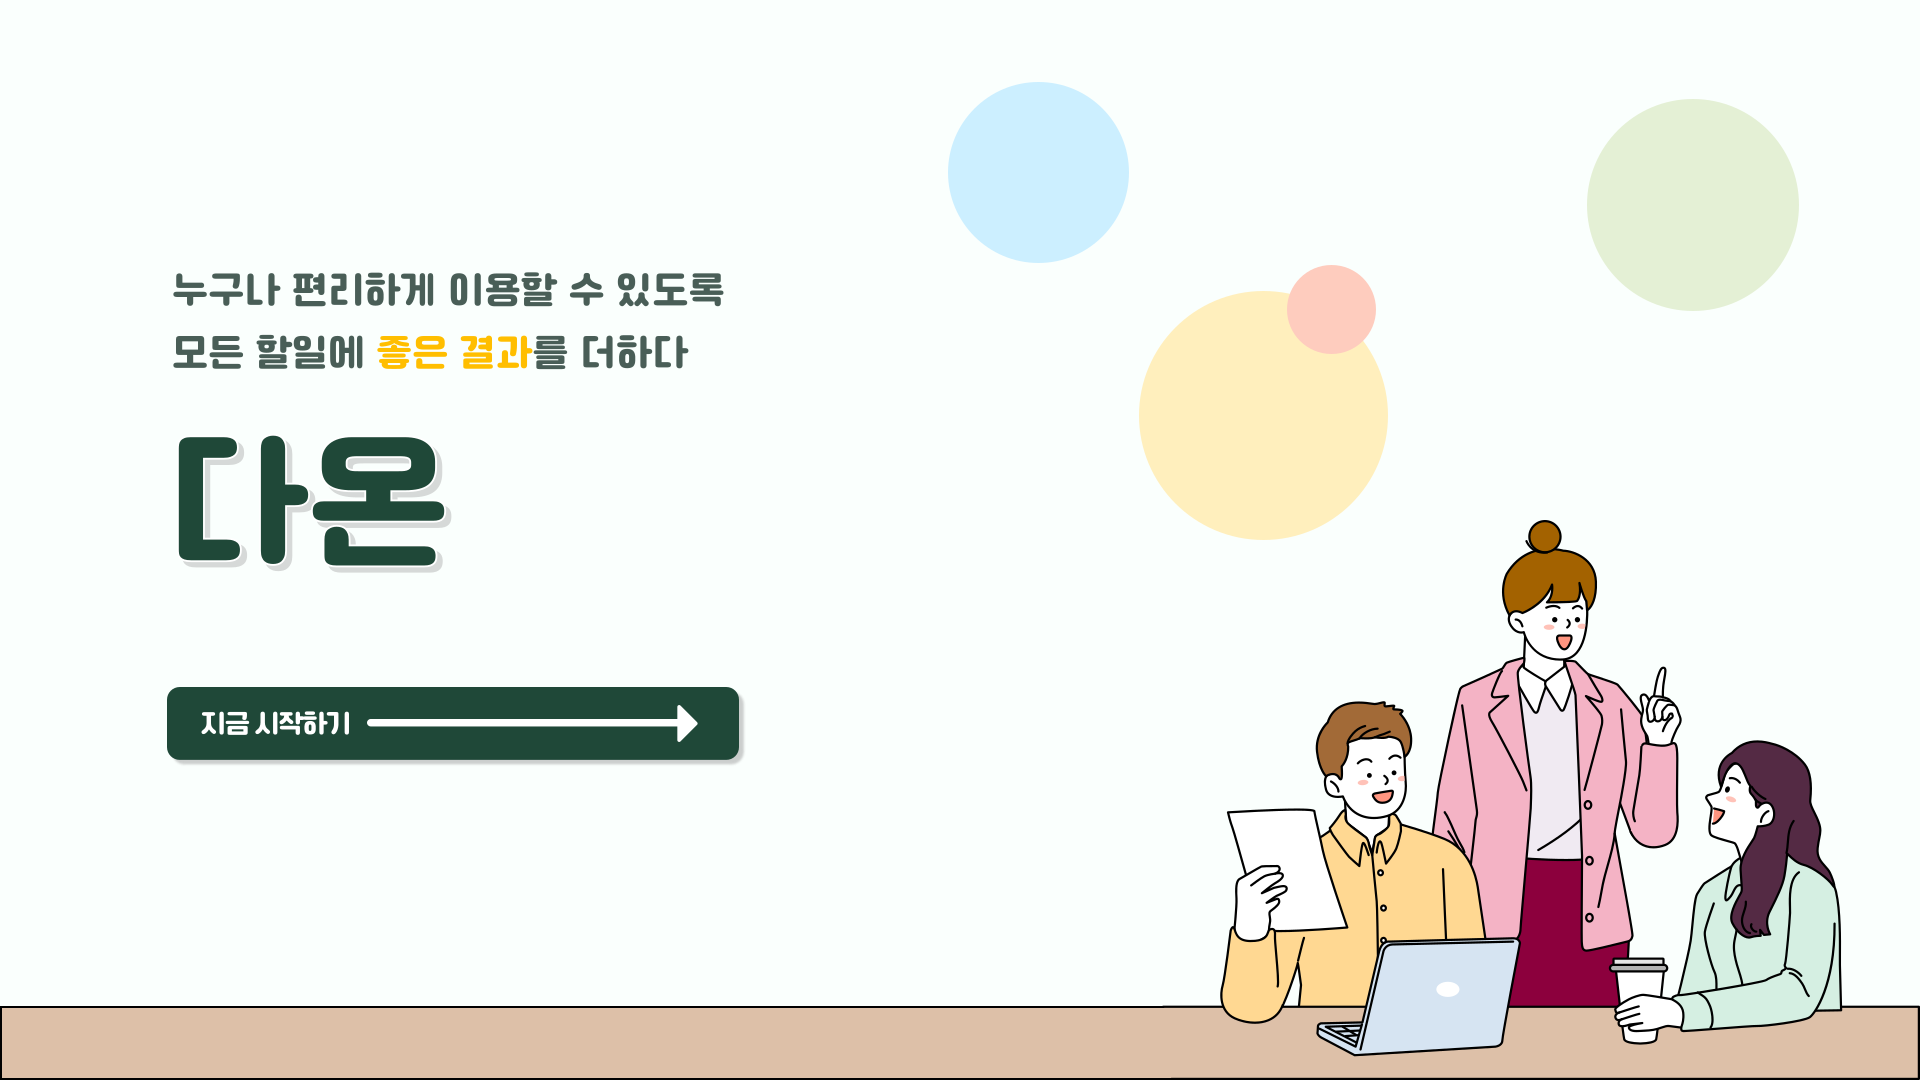 누구나 편리하게 이용할 수 있도록
모든 할일에 좋은 결과를 더하다
다온
지금 시작하기